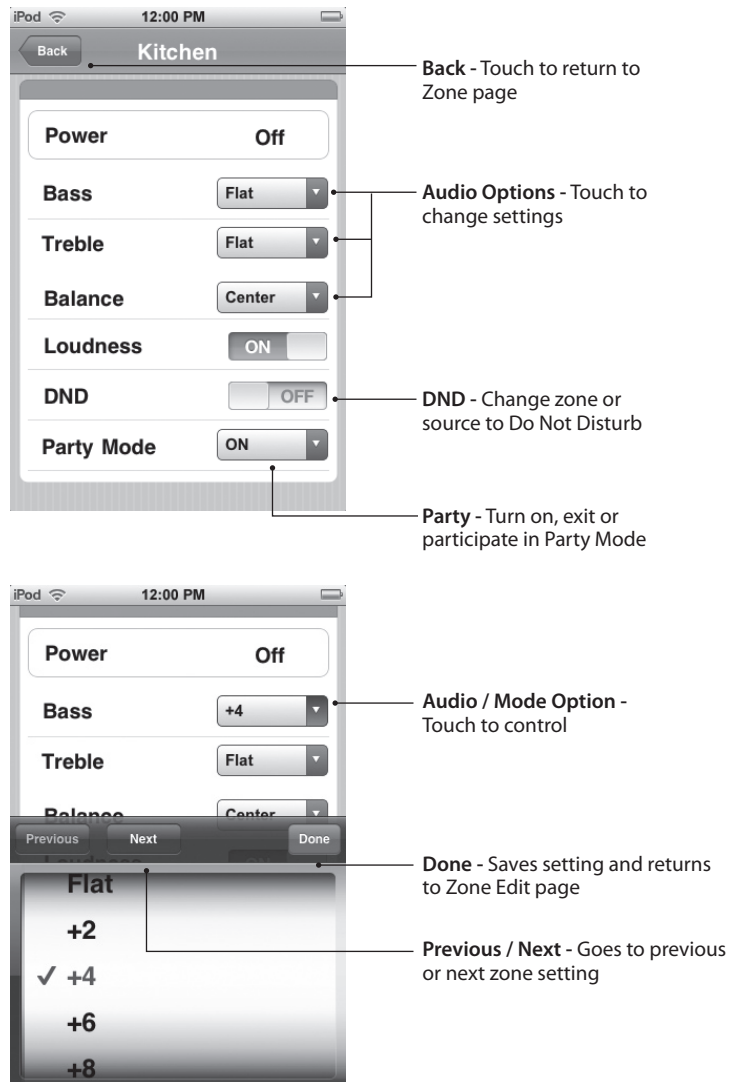 iPod 12:00 PM
Back Kitchen
Back - Touch to return to
Zone page
Power Off
Bass Flat
Audio Options - Touch to
change settings
Treble Flat
Balance Center
Loudness ON
DND OFF
DND - Change zone or
source to Do Not Disturb
Party Mode ON
Party - Turn on, exit or
participate in Party Mode
iPod 12:00 PM
Power Off
Bass +4
Audio / Mode Option -
Touch to control
Treble Flat
Balance Center
Previous Next Done
Loudness ON
Done - Saves setting and returns
to Zone Edit page
Flat
+2
Previous / Next - Goes to previous
or next zone setting
✓ +4
+6
+8